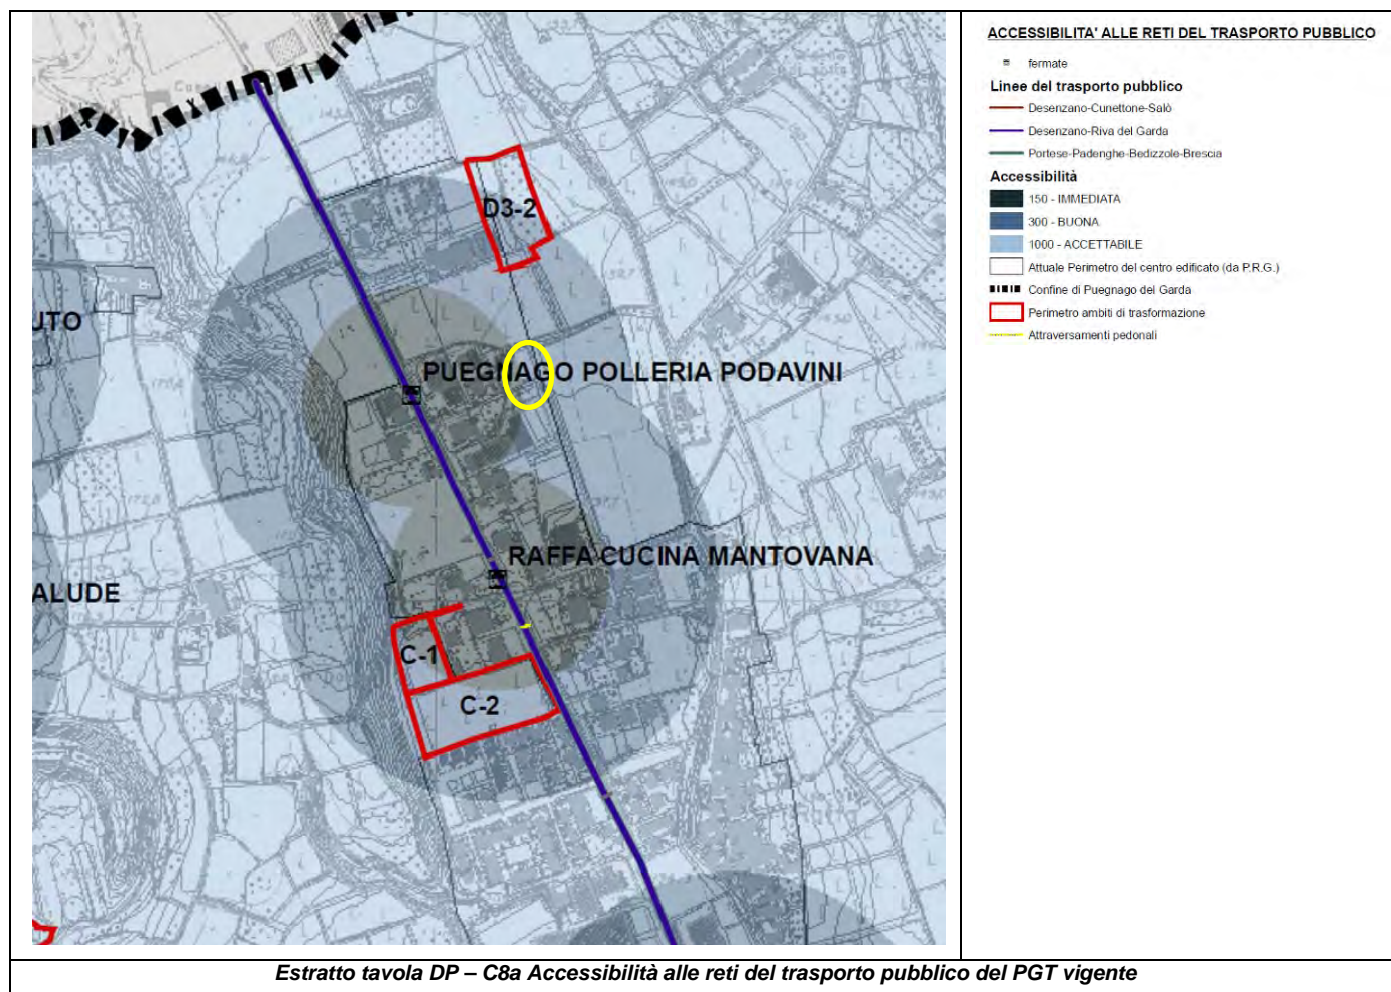 D3-2
UTO
PUEGNAGO POLLERIA PODAVINI
RAFFA CUCINA MANTOVANA
ALUDE
C-1
C-2
ACCESSIBILITA' ALLE RETI DEL TRASPORTO PUBBLICO
fermate
Linee del trasporto pubblico
Desenzano-Cunettone-Salò
Desenzano-Riva del Garda
Portese-Padenghe-Bedizzole-Brescia
Accessibilità
150 - IMMEDIATA
300 - BUONA
1000 - ACCETTABILE
Attuale Perimetro del centro edificato (da P.R.G.)
Confine di Puegnago del Garda
Perimetro ambiti di trasformazione
Attraversamenti pedonali
Estratto tavola DP – C8a Accessibilità alle reti del trasporto pubblico del PGT vigente